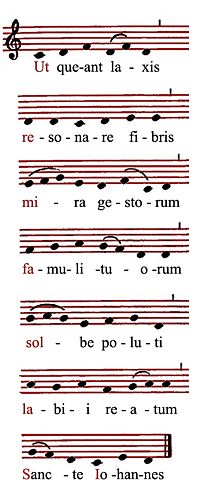 Ut que-ant la - xis
re - so - na - re fi - bris
mi - ra ge - sto - rum
fa - mu - li - tu - o - rum
sol - be po - lu - ti
la - bi - i re - a - tum
Sanc - te Io - han - nes